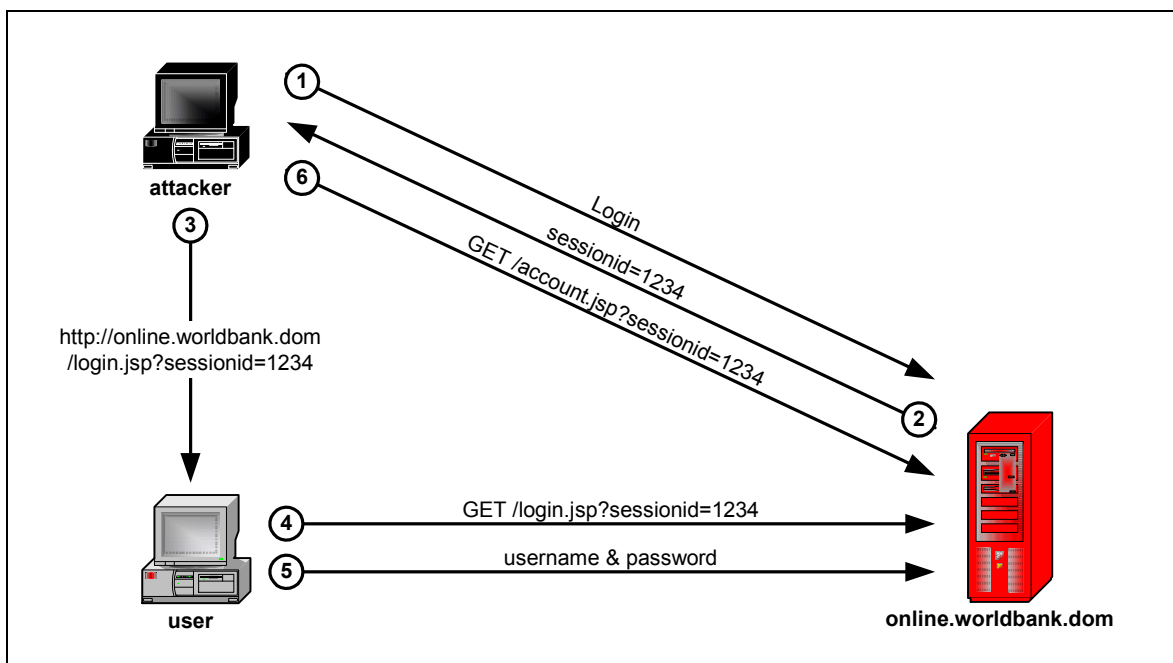 1
attacker
6
3
Login
sessionid=1234
GET /account.jsp?sessionid=1234
http://online.worldbank.dom
/login.jsp?sessionid=1234
2
4
GET /login.jsp?sessionid=1234
5
username & password
user
online.worldbank.dom